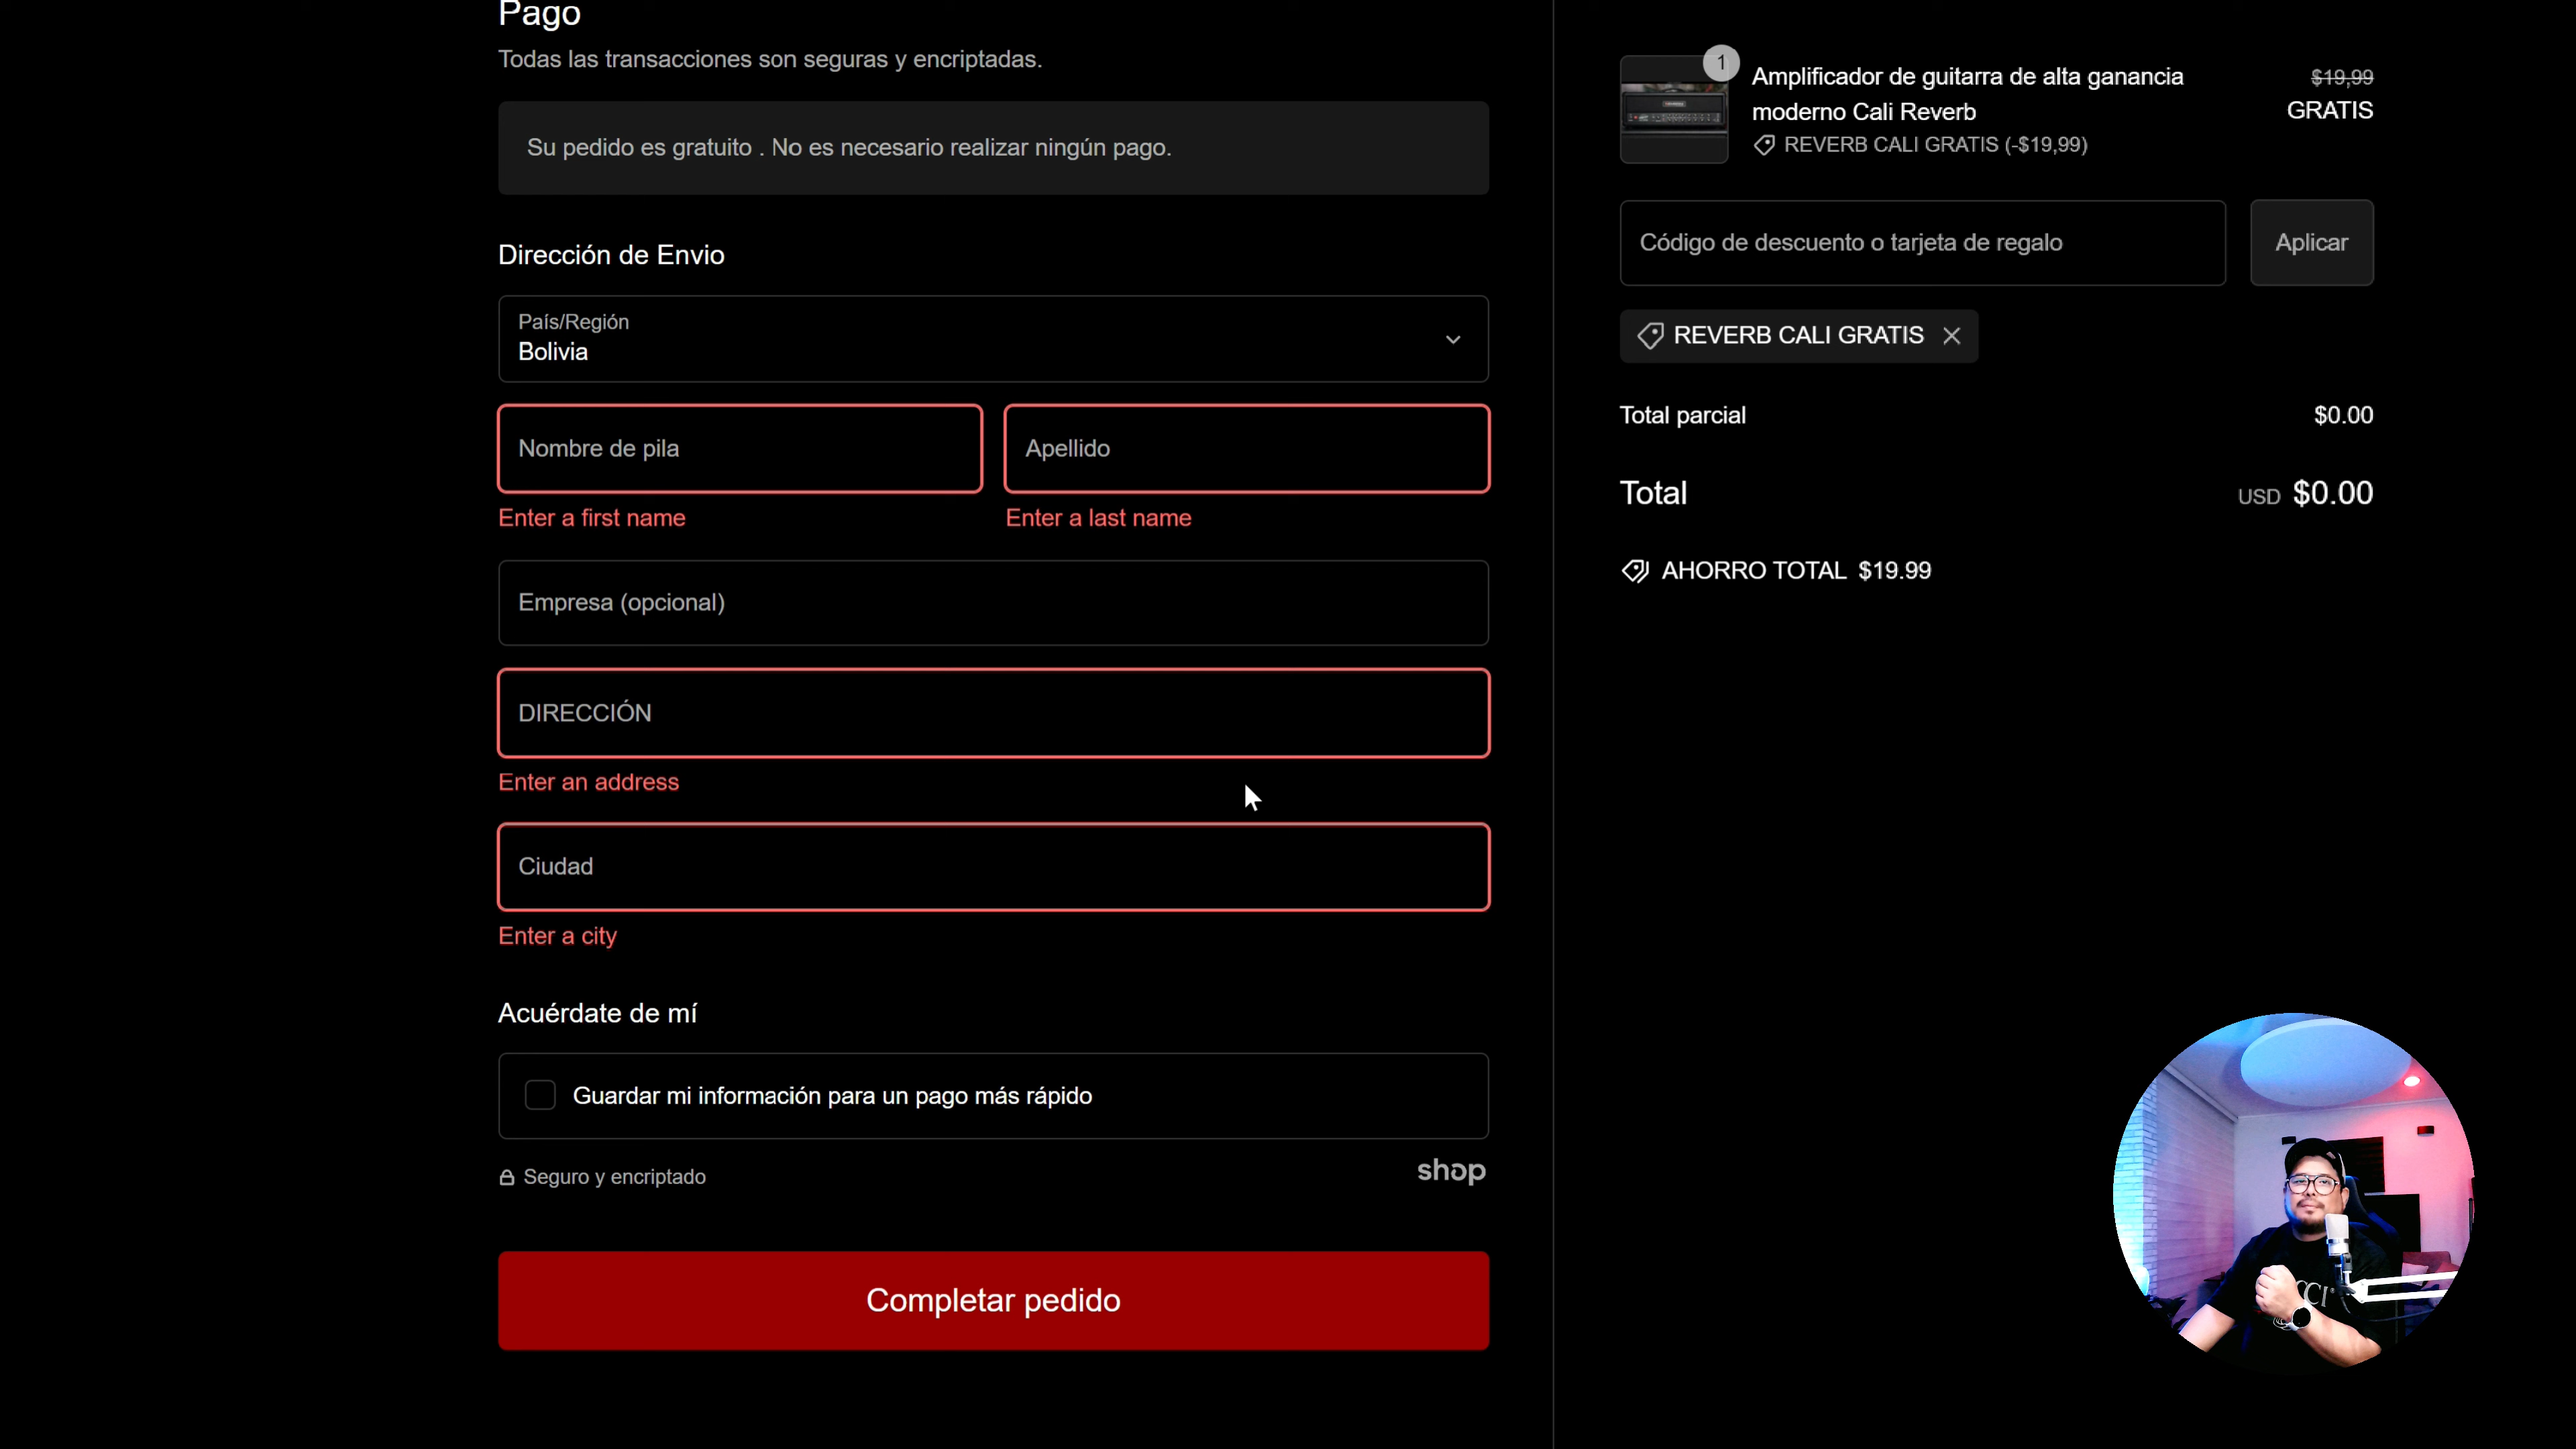 Pago
Todas las transacciones son seguras y encriptadas.
Su pedido es gratuito . No es necesario realizar ningún pago.
Dirección de Envio
País/Región
Bolivia
Nombre de pila
Apellido
Enter a first name
Enter a last name
Empresa (opcional)
DIRECCIÓN
Enter an address
Ciudad
Enter a city
Acuérdate de mí
Guardar mi información para un pago más rápido
Seguro y encriptado
shop
Completar pedido
1
Amplificador de guitarra de alta ganancia
moderno Cali Reverb
$19,99
GRATIS
REVERB CALI GRATIS (-$19,99)
Código de descuento o tarjeta de regalo
Aplicar
REVERB CALI GRATIS
Total parcial
$0.00
Total
USD $0.00
AHORRO TOTAL $19.99